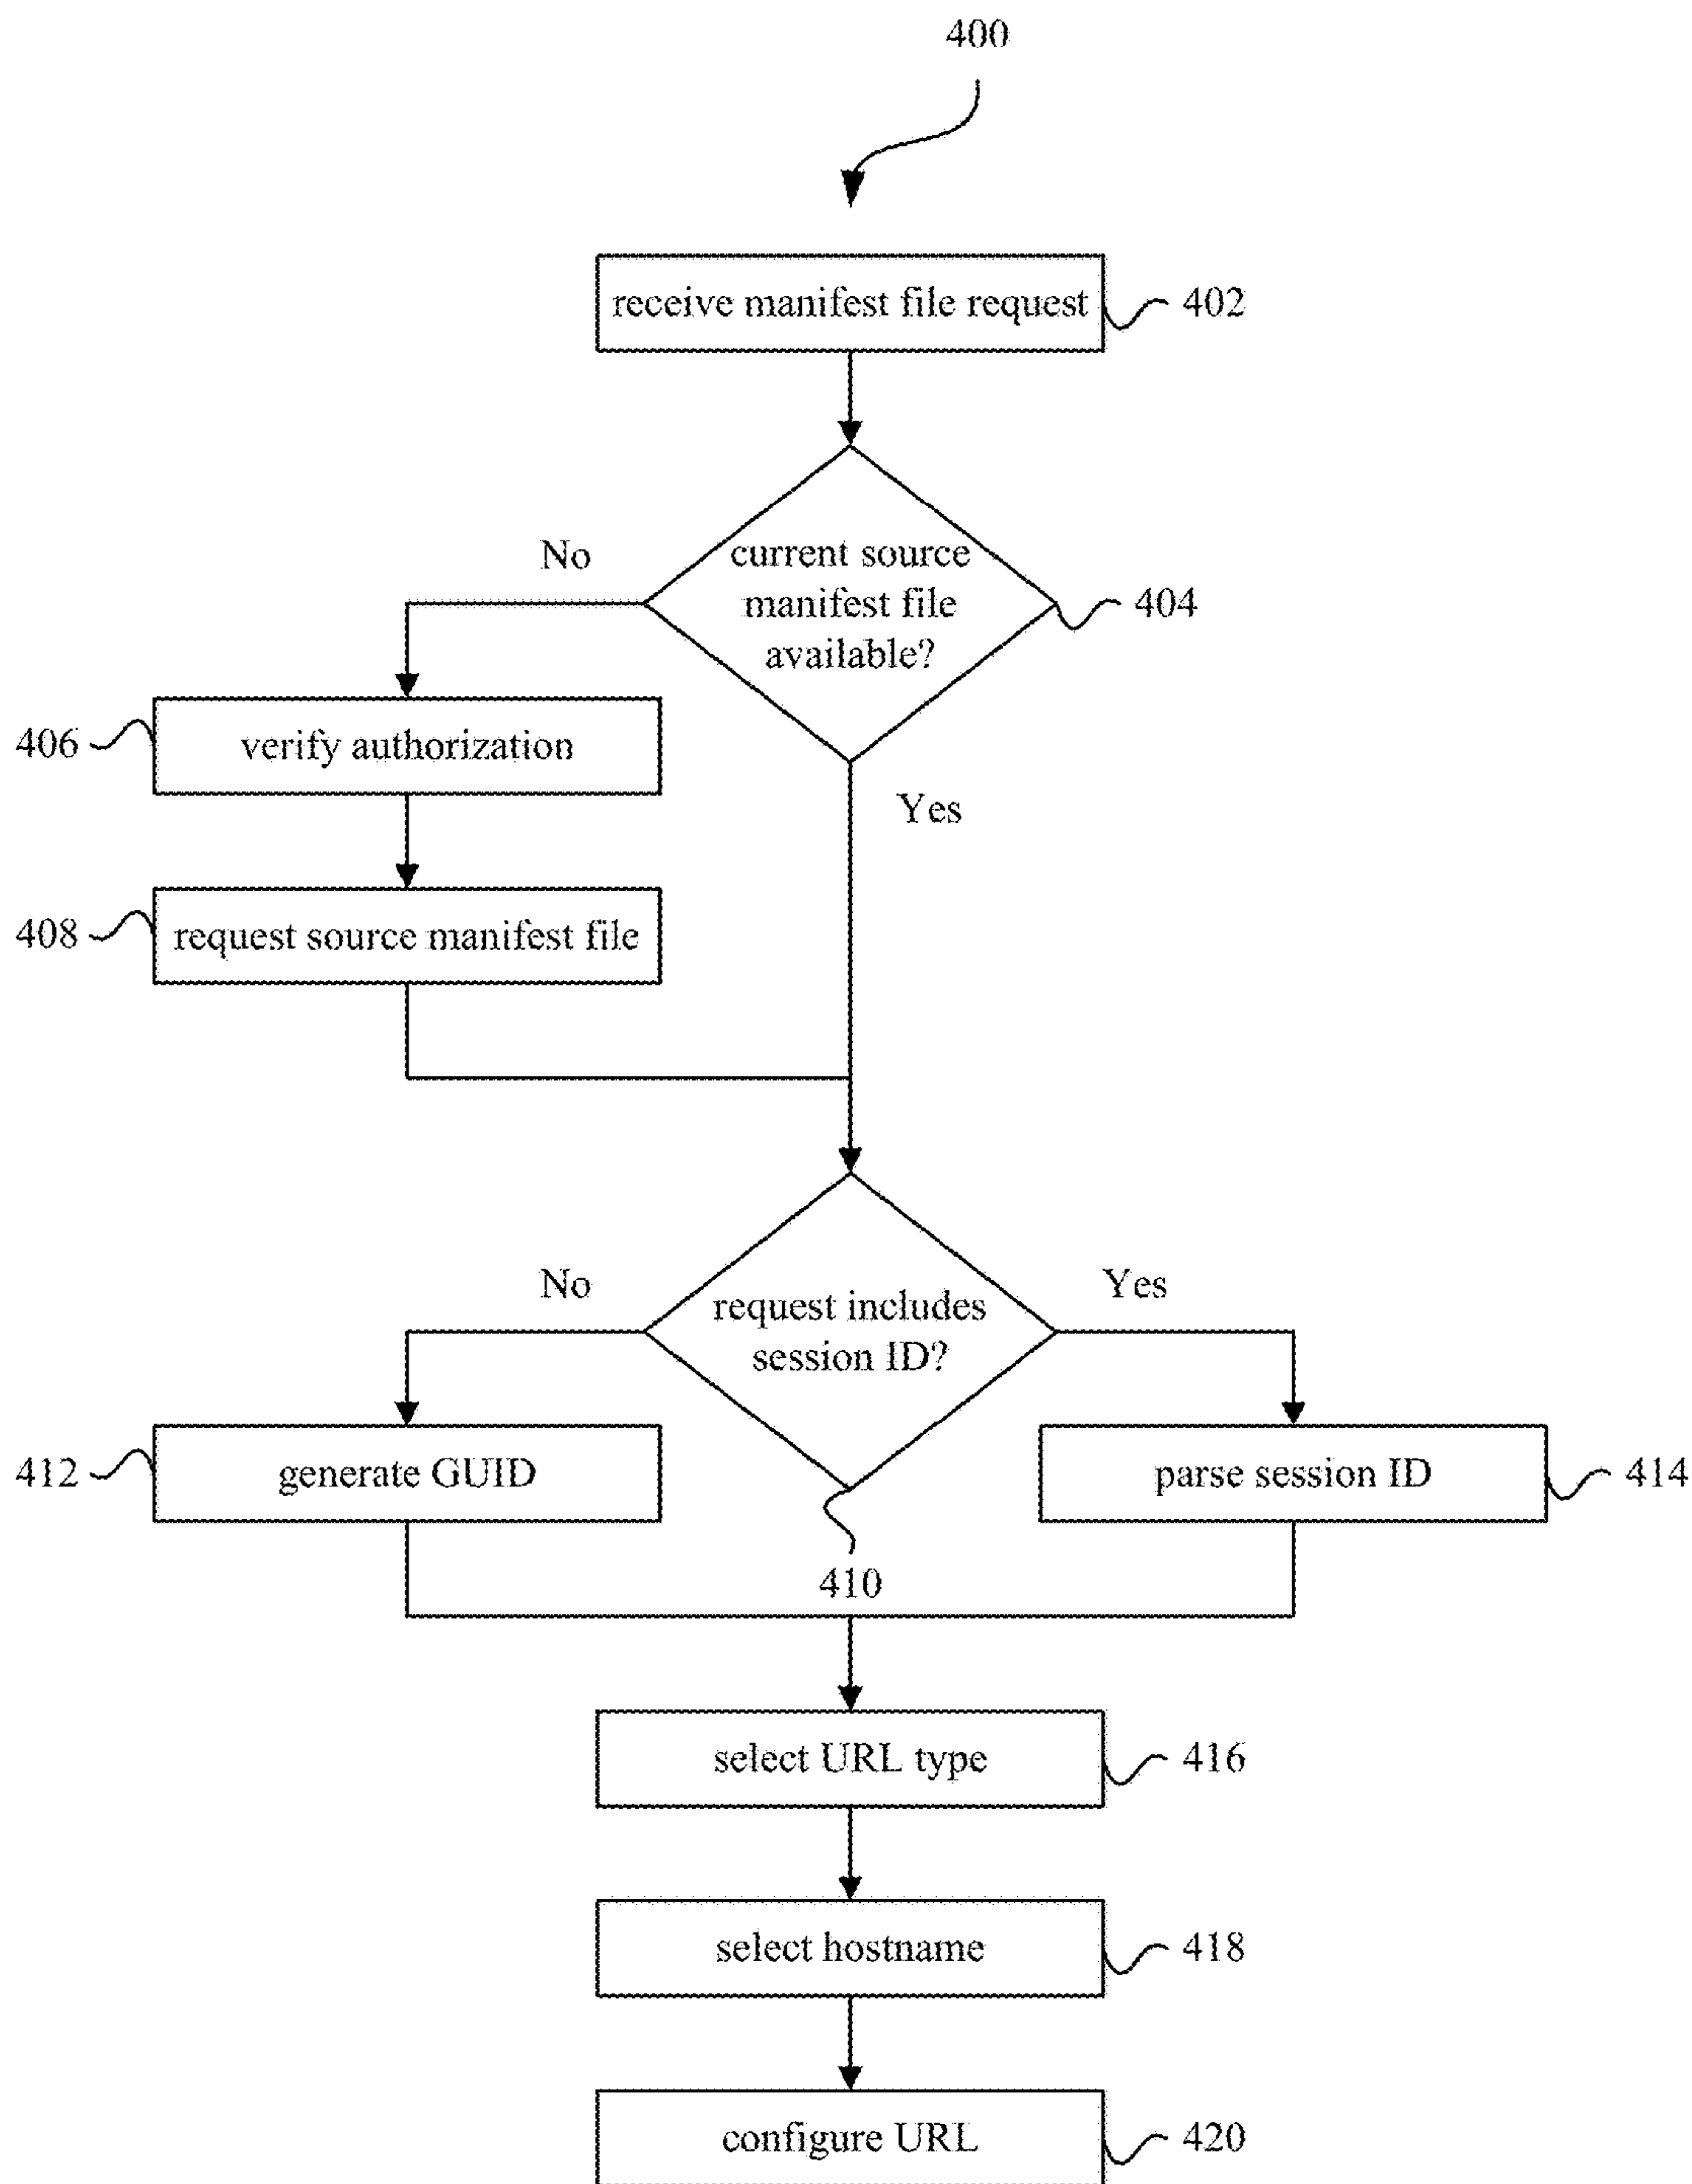 400
receive manifest file request
402
current source
manifest file
available?
404
No
Yes
406
verify authorization
408
request source manifest file
request includes
session ID?
No
Yes
412
generate GUID
410
parse session ID
414
select URL type
416
select hostname
418
configure URL
420